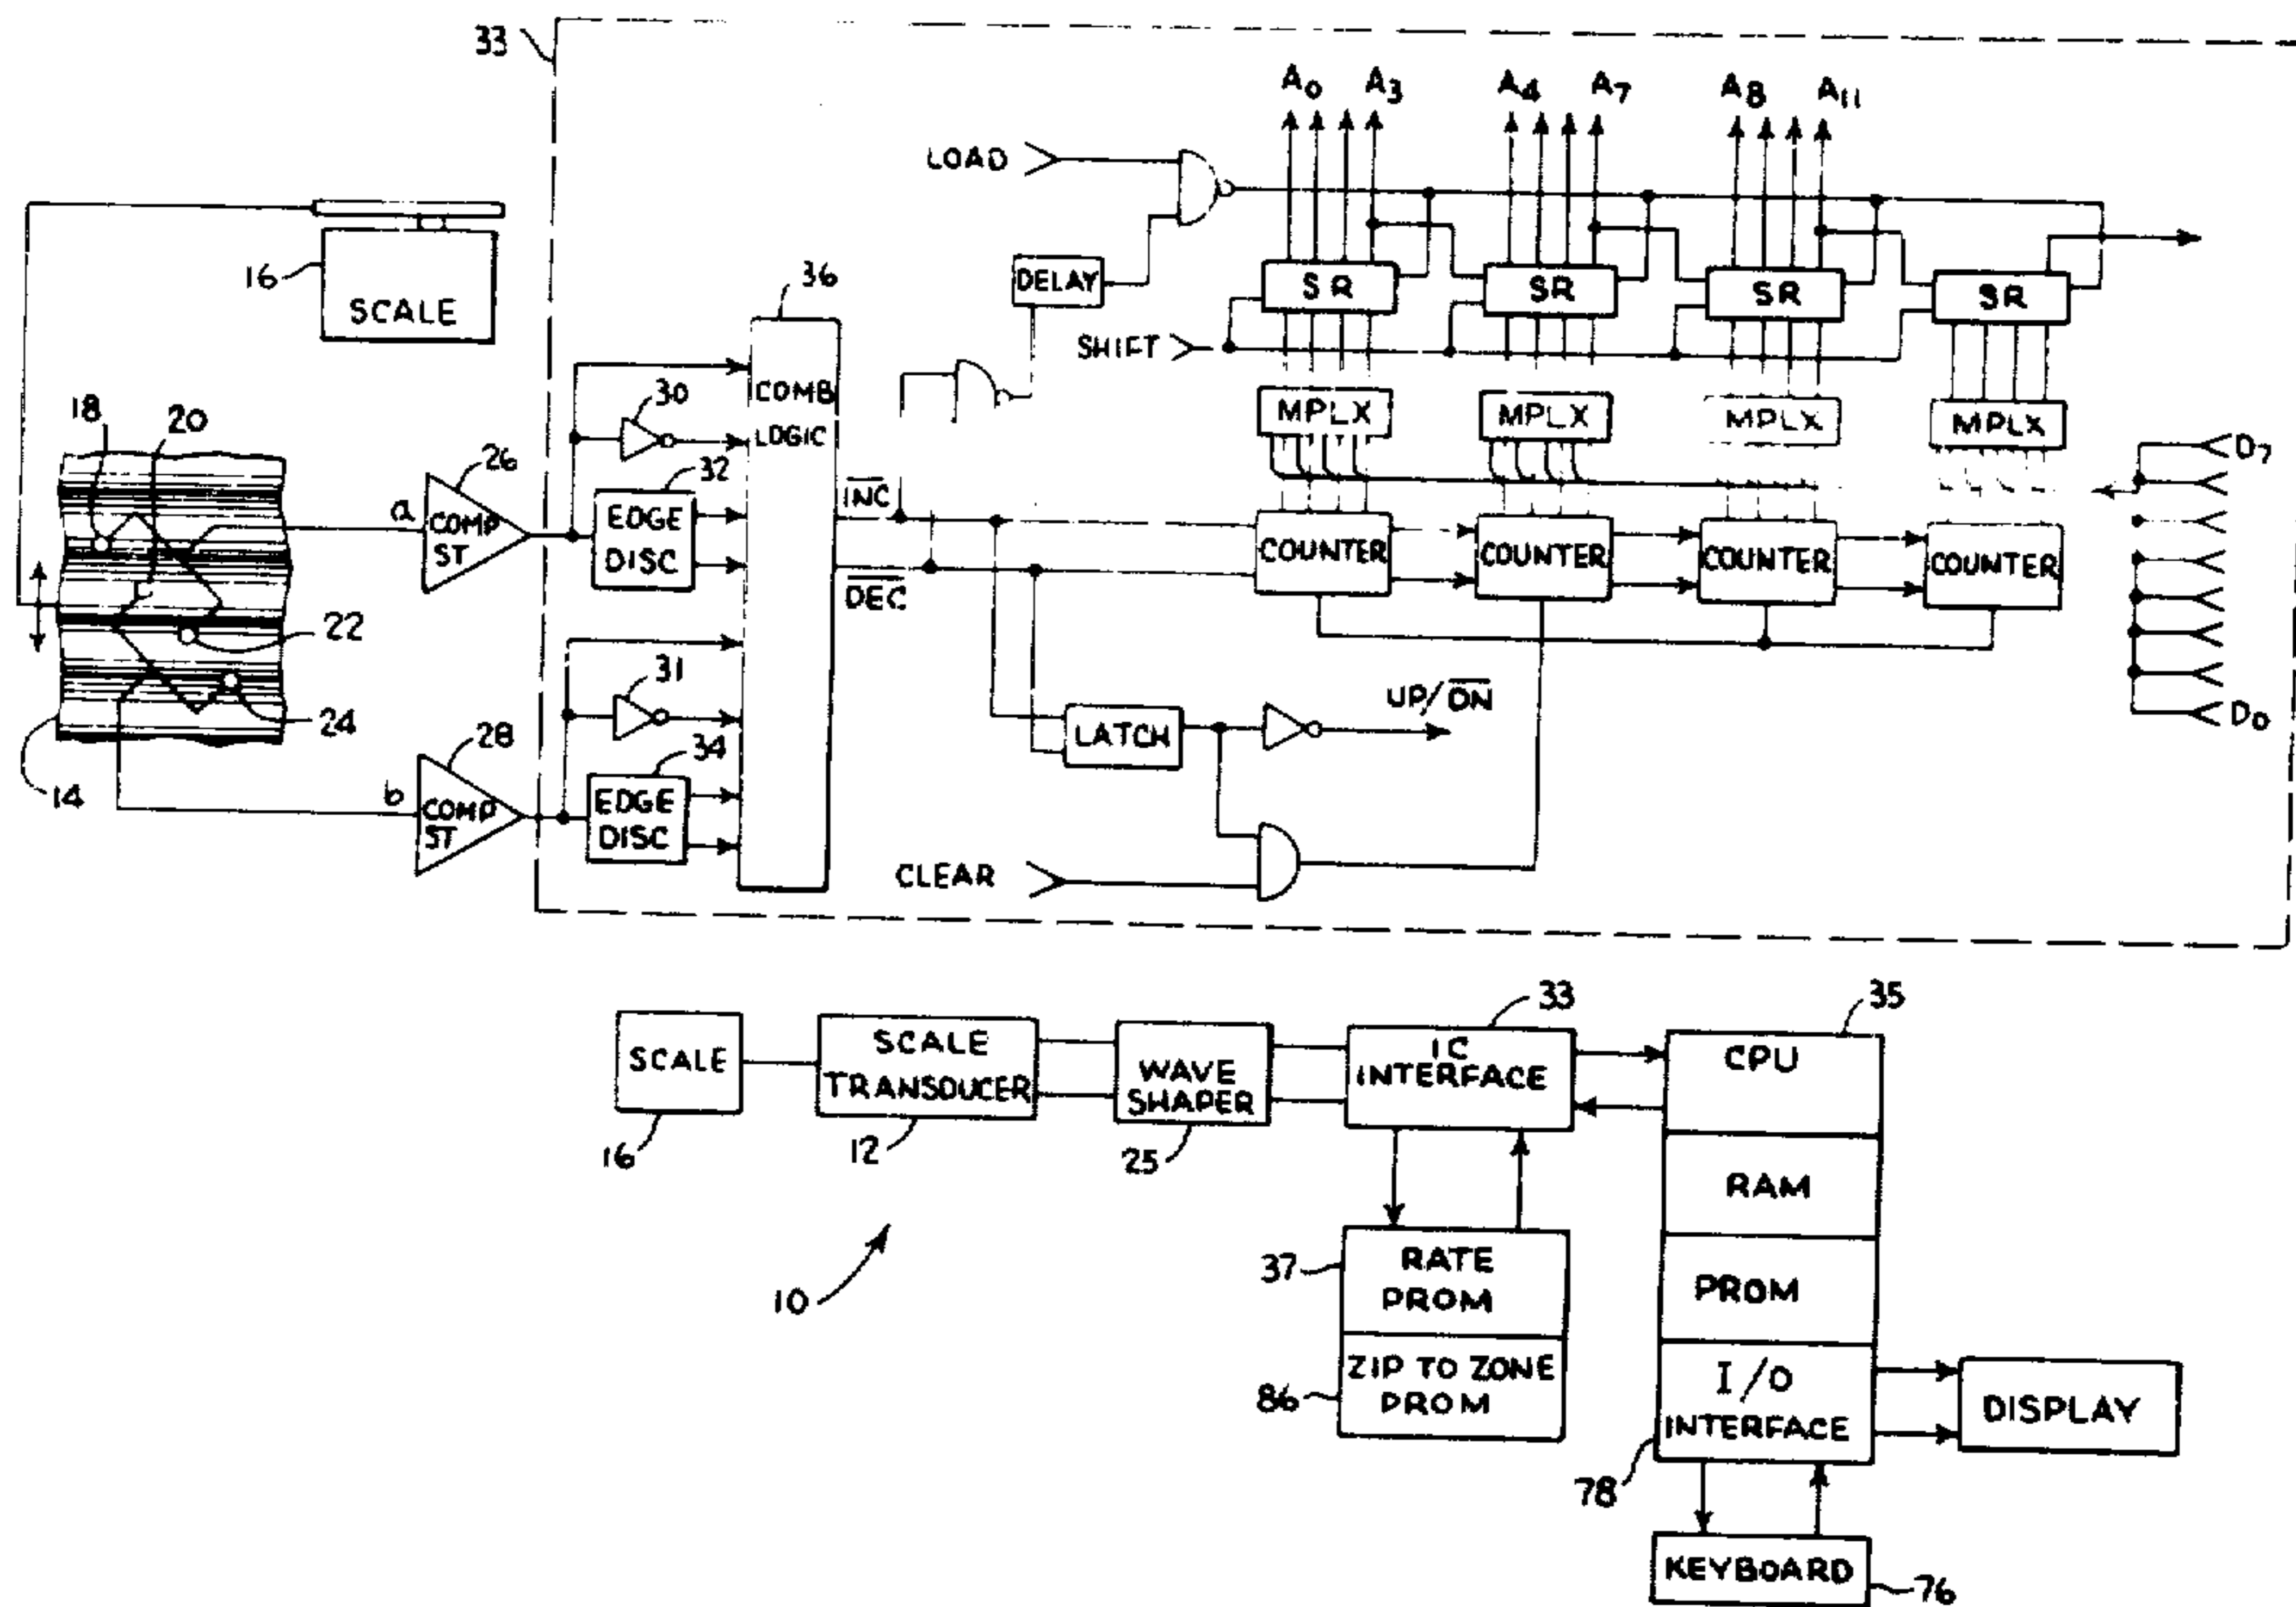 33
A0 A3 A4 A7 A8 A11
LOAD
16
SCALE
36
DELAY
SR SR SR SR
SHIFT
18
20
26
30
COMB
LOGIC
MPLX MPLX MPLX MPLX
D7
a
COMP
ST
32
EDGE
DISC
INC
DEC
COUNTER COUNTER COUNTER COUNTER
22
24
14
31
LATCH
UP/DN
D0
28
b
COMP
ST
34
EDGE
DISC
CLEAR
33
35
SCALE
16
SCALE
TRANSDUCER
12
WAVE
SHAPER
25
IC
INTERFACE
CPU
RAM
PROM
10
37
RATE
PROM
86
ZIP TO ZONE
PROM
I/O
INTERFACE
78
DISPLAY
KEYBOARD
76